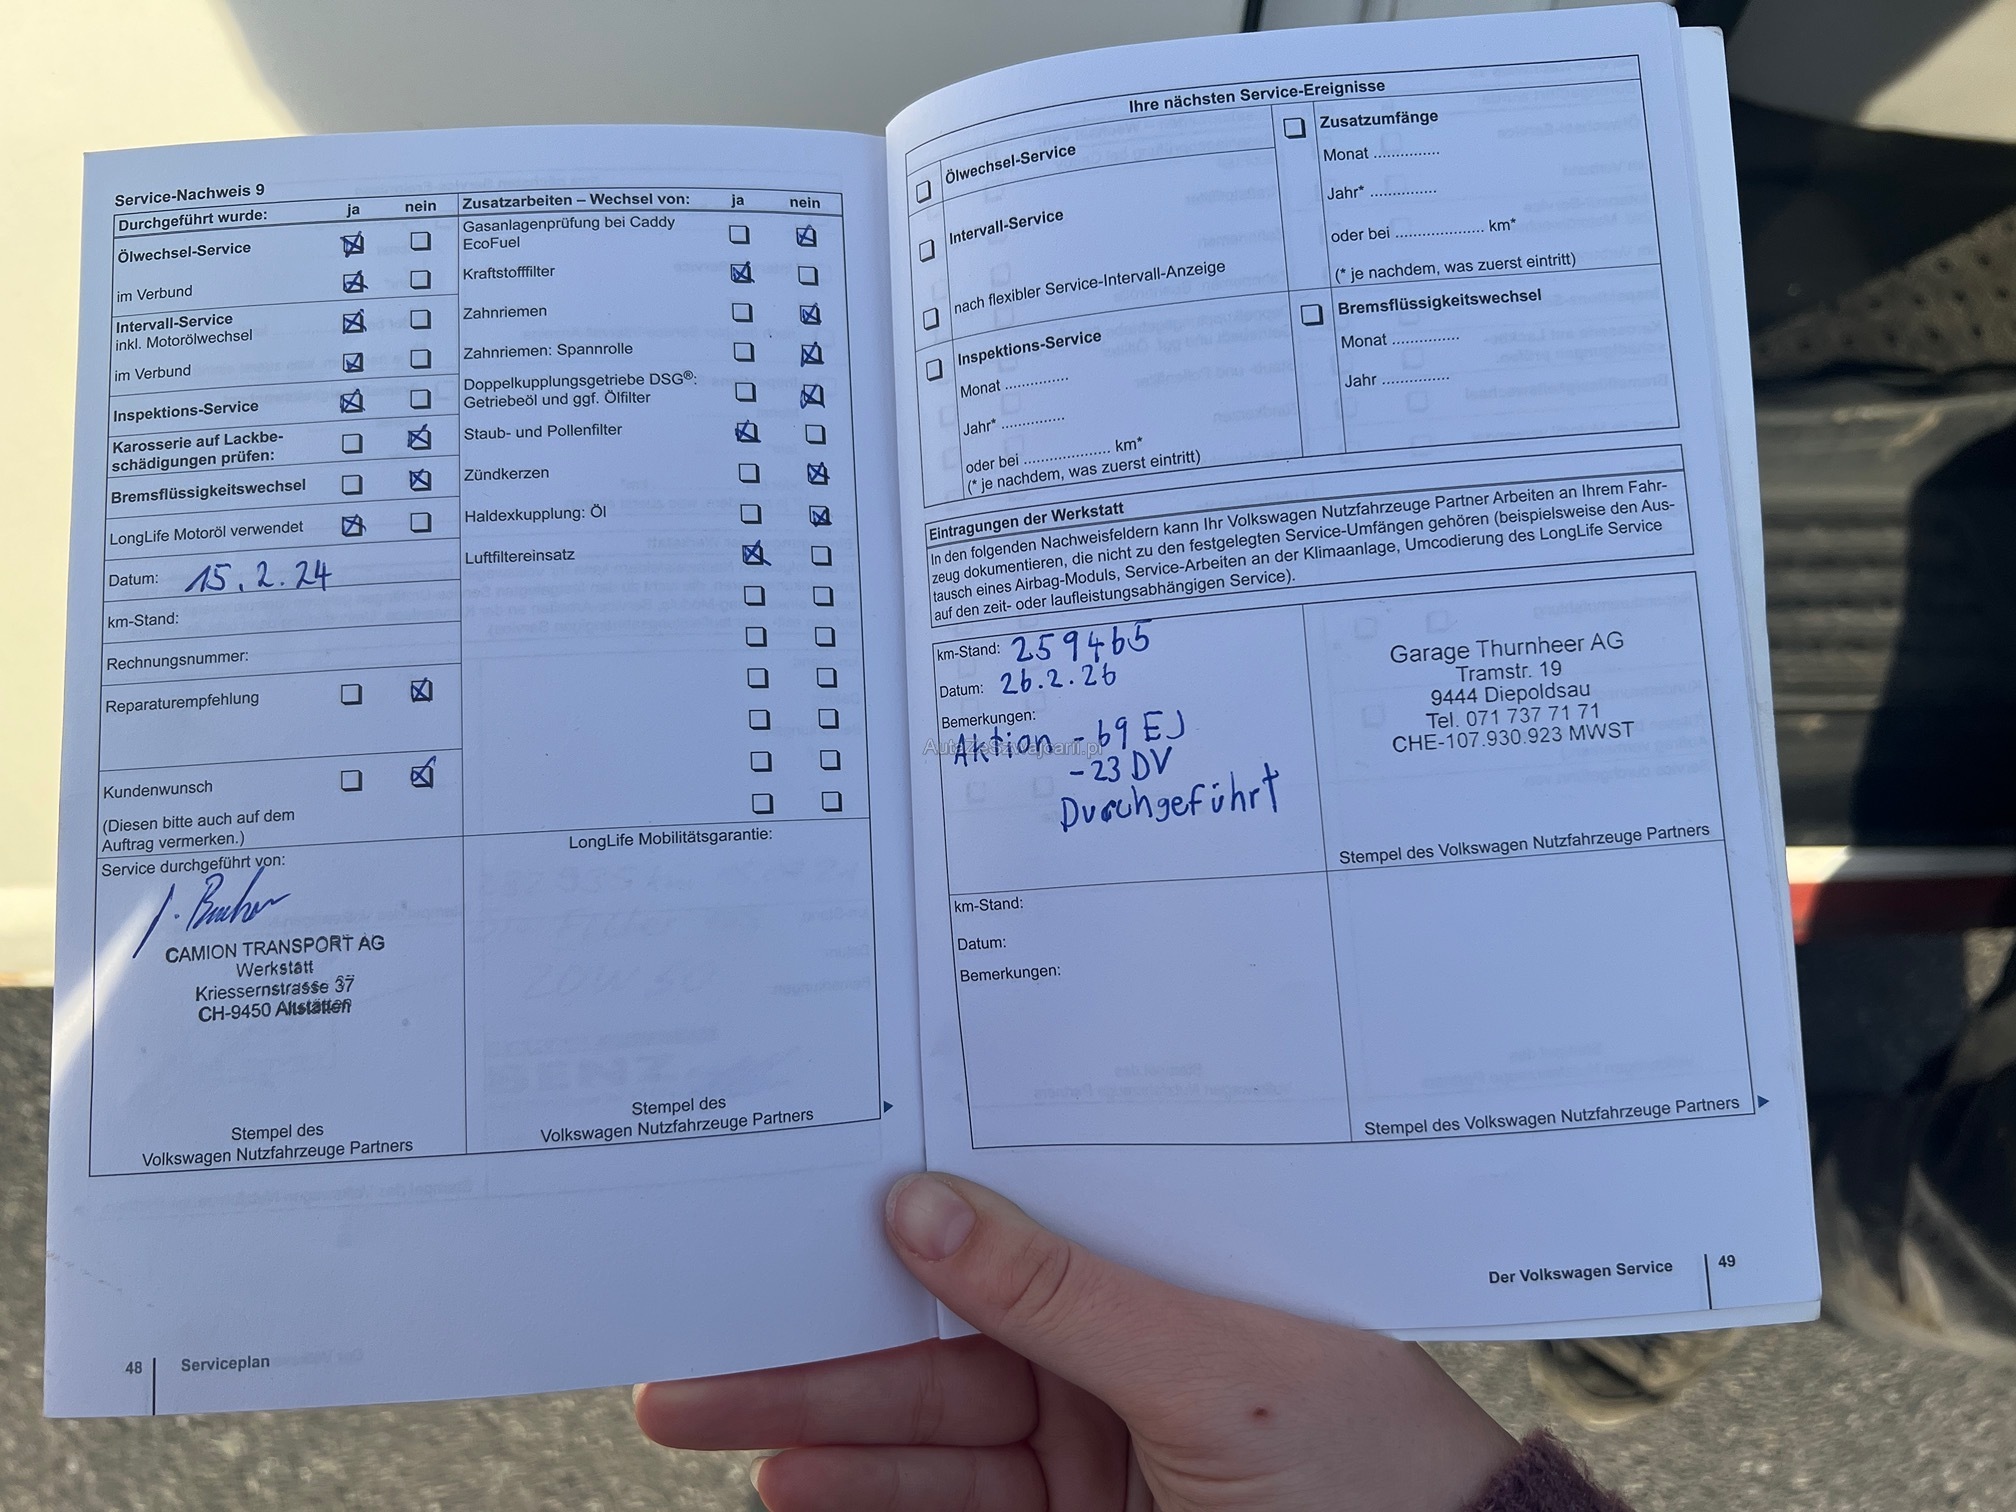 Service-Nachweis 9
Durchgeführt wurde: ja nein
Ölwechsel-Service
im Verbund
Intervall-Service
inkl. Motorölwechsel
im Verbund
Inspektions-Service
Karosserie auf Lackbe-
schädigungen prüfen:
Bremsflüssigkeitswechsel
LongLife Motoröl verwendet
Datum: 15.2.24
km-Stand:
Rechnungsnummer:
Reparaturempfehlung
Kundenwunsch
(Diesen bitte auch auf dem
Auftrag vermerken.)
Service durchgeführt von:
CAMION TRANSPORT AG
Werkstatt
Kriessernstrasse 37
CH-9450 Altstätten
Stempel des
Volkswagen Nutzfahrzeuge Partners
Zusatzarbeiten – Wechsel von: ja nein
Gasanlagenprüfung bei Caddy
EcoFuel
Kraftstofffilter
Zahnriemen
Zahnriemen: Spannrolle
Doppelkupplungsgetriebe DSG®:
Getriebeöl und ggf. Ölfilter
Staub- und Pollenfilter
Zündkerzen
Haldexkupplung: Öl
Luftfiltereinsatz
LongLife Mobilitätsgarantie:
Stempel des
Volkswagen Nutzfahrzeuge Partners
48 Serviceplan
Ihre nächsten Service-Ereignisse
Ölwechsel-Service
Intervall-Service
nach flexibler Service-Intervall-Anzeige
Inspektions-Service
Monat ..............
Jahr* ..............
oder bei ................... km*
(* je nachdem, was zuerst eintritt)
Zusatzumfänge
Monat ..............
Jahr* ..............
oder bei ................... km*
(* je nachdem, was zuerst eintritt)
Bremsflüssigkeitswechsel
Monat ..............
Jahr ..............
Eintragungen der Werkstatt
In den folgenden Nachweisfeldern kann Ihr Volkswagen Nutzfahrzeuge Partner Arbeiten an Ihrem Fahr-
zeug dokumentieren, die nicht zu den festgelegten Service-Umfängen gehören (beispielsweise den Aus-
tausch eines Airbag-Moduls, Service-Arbeiten an der Klimaanlage, Umcodierung des LongLife Service
auf den zeit- oder laufleistungsabhängigen Service).
km-Stand: 259465
Datum: 26.2.26
Bemerkungen:
Aktion - 69 EJ
- 23 DV
Durchgeführt
AutaZeSzwajcarii.pl
Garage Thurnheer AG
Tramstr. 19
9444 Diepoldsau
Tel. 071 737 71 71
CHE-107.930.923 MWST
Stempel des Volkswagen Nutzfahrzeuge Partners
km-Stand:
Datum:
Bemerkungen:
Stempel des Volkswagen Nutzfahrzeuge Partners
Der Volkswagen Service 49